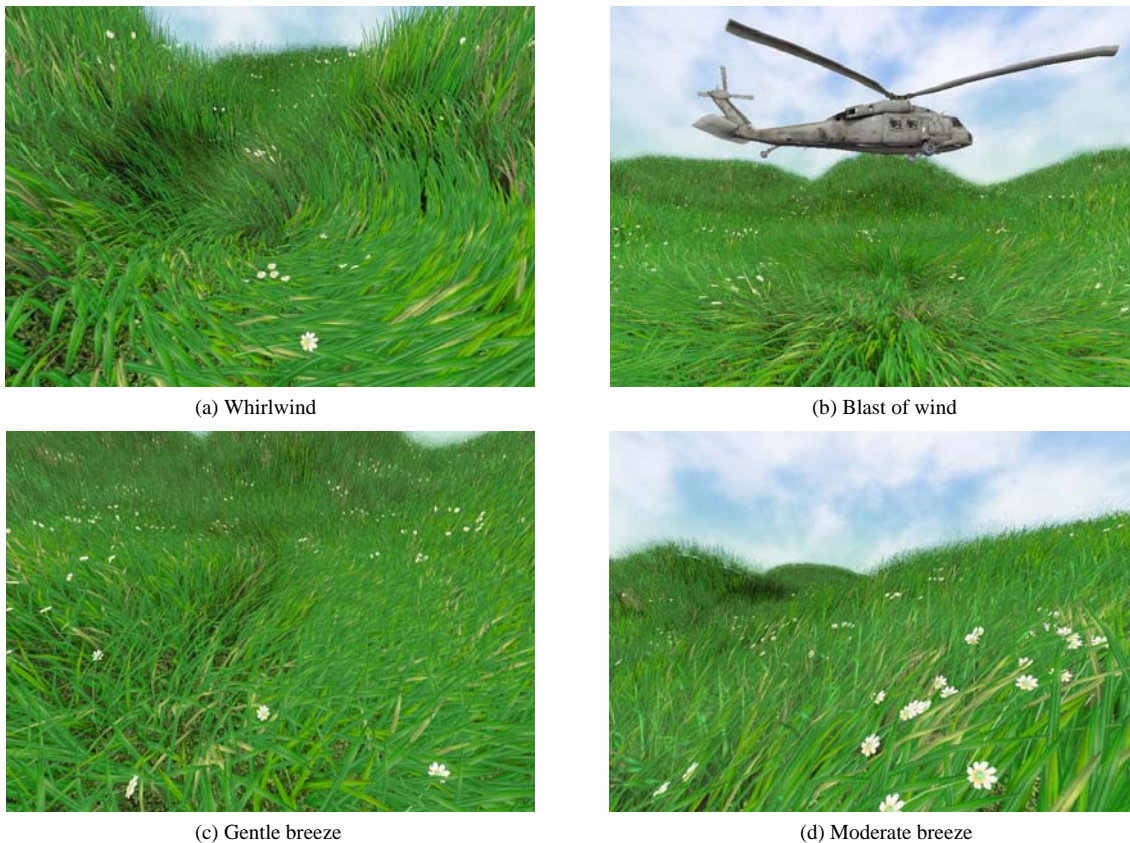 (a) Whirlwind
(b) Blast of wind
(c) Gentle breeze
(d) Moderate breeze